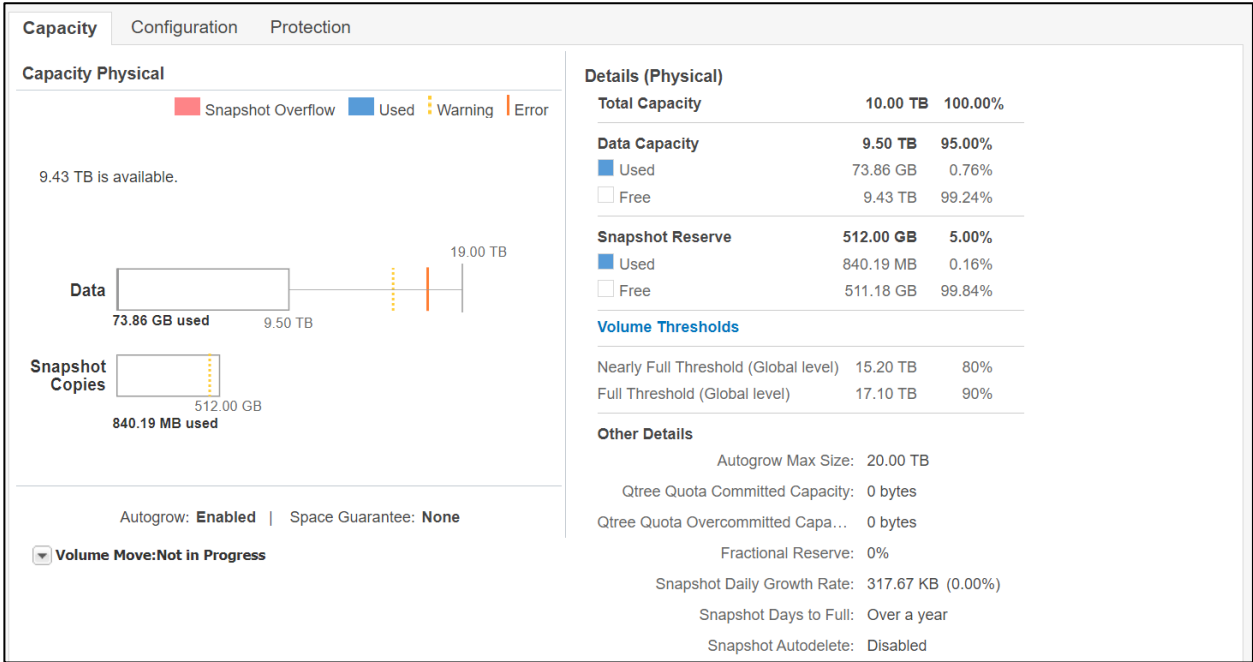 Capacity Configuration Protection
Capacity Physical
Snapshot Overflow Used Warning Error
9.43 TB is available.
19.00 TB
Data
73.86 GB used 9.50 TB
Snapshot
Copies
512.00 GB
840.19 MB used
Autogrow: Enabled | Space Guarantee: None
Volume Move:Not in Progress
Details (Physical)
Total Capacity 10.00 TB 100.00%
Data Capacity 9.50 TB 95.00%
Used 73.86 GB 0.76%
Free 9.43 TB 99.24%
Snapshot Reserve 512.00 GB 5.00%
Used 840.19 MB 0.16%
Free 511.18 GB 99.84%
Volume Thresholds
Nearly Full Threshold (Global level) 15.20 TB 80%
Full Threshold (Global level) 17.10 TB 90%
Other Details
Autogrow Max Size: 20.00 TB
Qtree Quota Committed Capacity: 0 bytes
Qtree Quota Overcommitted Capa... 0 bytes
Fractional Reserve: 0%
Snapshot Daily Growth Rate: 317.67 KB (0.00%)
Snapshot Days to Full: Over a year
Snapshot Autodelete: Disabled